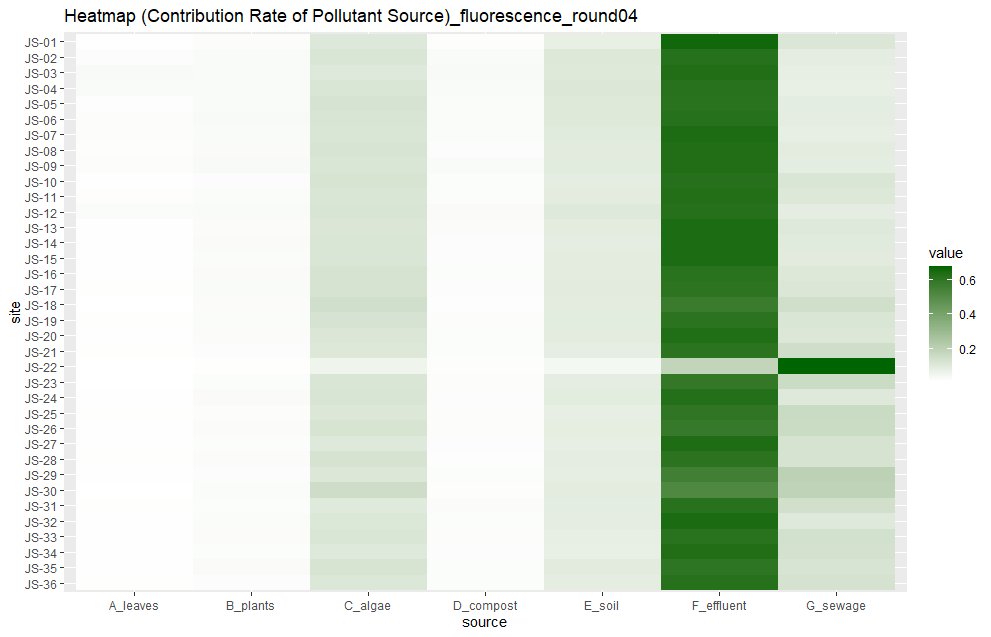 Heatmap (Contribution Rate of Pollutant Source)_fluorescence_round04
site
JS-01
JS-02
JS-03
JS-04
JS-05
JS-06
JS-07
JS-08
JS-09
JS-10
JS-11
JS-12
JS-13
JS-14
JS-15
JS-16
JS-17
JS-18
JS-19
JS-20
JS-21
JS-22
JS-23
JS-24
JS-25
JS-26
JS-27
JS-28
JS-29
JS-30
JS-31
JS-32
JS-33
JS-34
JS-35
JS-36
A_leaves B_plants C_algae D_compost E_soil F_effluent G_sewage
source
value
0.6
0.4
0.2